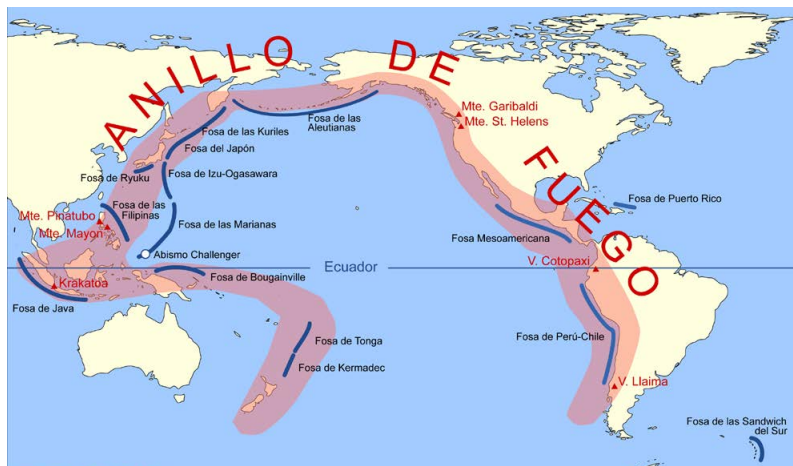 ANILLO DE FUEGO
Mte. Garibaldi
Mte. St. Helens
Fosa de las
Aleutianas
Fosa de las Kuriles
Fosa del Japón
Fosa de Ryuku
Fosa de Izu-Ogasawara
Fosa de Puerto Rico
Fosa de las
Filipinas
Mte. Pinatubo
Mte. Mayon
Fosa de las Marianas
Fosa Mesoamericana
Abismo Challenger
V. Cotopaxi
Ecuador
Fosa de Bougainville
Krakatoa
Fosa de Java
Fosa de Tonga
Fosa de Perú-Chile
Fosa de Kermadec
V. Llaima
Fosa de las Sandwich
del Sur